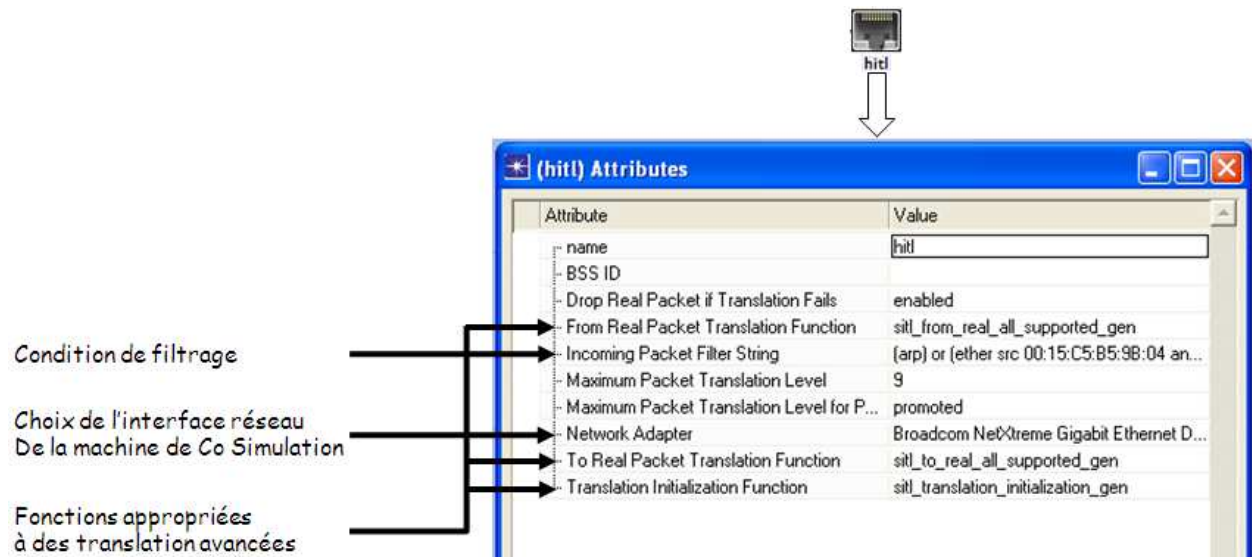 hitl
(hitl) Attributes
Attribute Value
name hitl
BSS ID
Drop Real Packet if Translation Fails enabled
From Real Packet Translation Function sitl_from_real_all_supported_gen
Incoming Packet Filter String (arp) or (ether src 00:15:C5:B5:9B:04 an...
Maximum Packet Translation Level 9
Maximum Packet Translation Level for P... promoted
Network Adapter Broadcom NetXtreme Gigabit Ethernet D...
To Real Packet Translation Function sitl_to_real_all_supported_gen
Translation Initialization Function sitl_translation_initialization_gen
Condition de filtrage
Choix de l'interface réseau
De la machine de Co Simulation
Fonctions appropriées
à des translation avancées